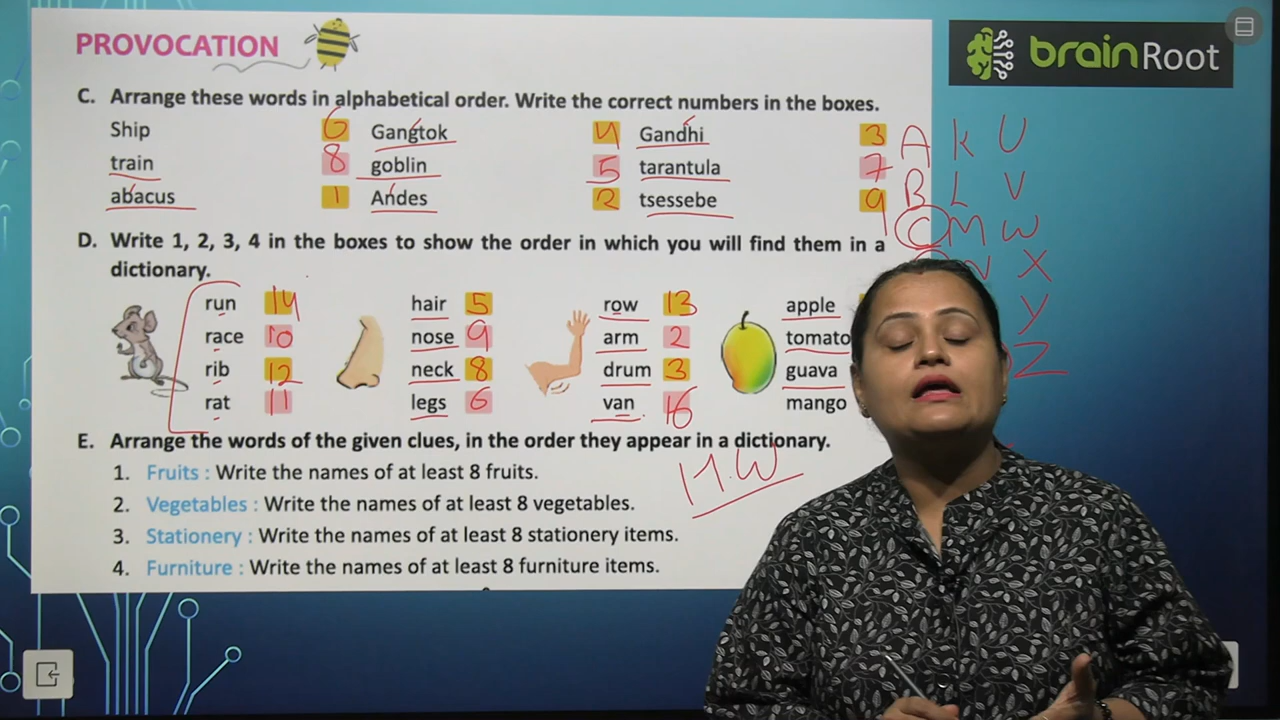 PROVOCATION
brainRoot
C. Arrange these words in alphabetical order. Write the correct numbers in the boxes.
Ship 6 Gangtok 4 Gandhi 3
train 8 goblin 5 tarantula 7
abacus 1 Andes 2 tsessebe 9
A K U
B L V
C M W
N X
Y
Z
D. Write 1, 2, 3, 4 in the boxes to show the order in which you will find them in a
dictionary.
run 14 hair 5 row 13 apple
race 10 nose 9 arm 2 tomato
rib 12 neck 8 drum 3 guava
rat 11 legs 6 van 16 mango
E. Arrange the words of the given clues, in the order they appear in a dictionary.
H.W
1. Fruits : Write the names of at least 8 fruits.
2. Vegetables : Write the names of at least 8 vegetables.
3. Stationery : Write the names of at least 8 stationery items.
4. Furniture : Write the names of at least 8 furniture items.